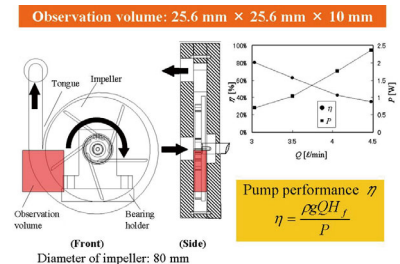 Observation volume: 25.6 mm × 25.6 mm × 10 mm
Tongue
Impeller
Observation
volume
Bearing
holder
(Front)
(Side)
Diameter of impeller: 80 mm
100%
80%
60%
40%
20%
0%
η [%]
2.5
2
1.5
1
0.5
0
P [W]
η
P
3
3.5
4
4.5
Q [ℓ/min]
Pump performance η
η = ρgQH_f / P